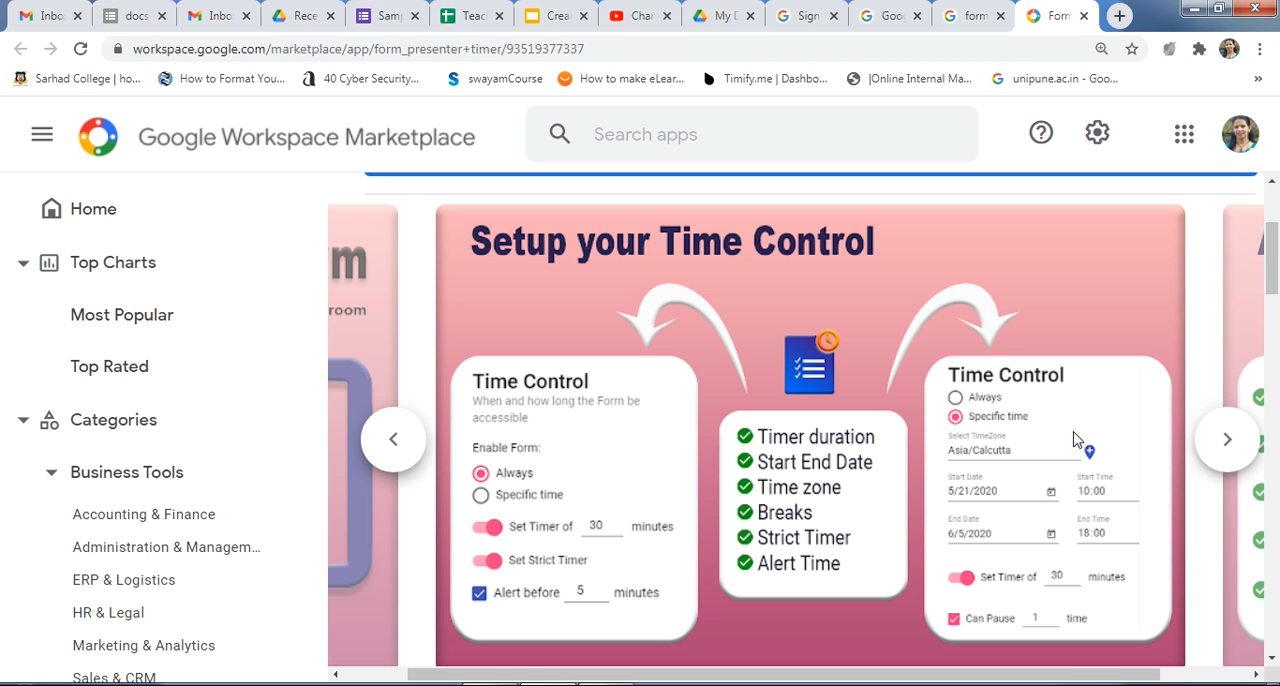 Inbo
docs.
Inbo
Inbo
Rece
Sam
Teac
Creat
Char
My D
Sign
Goo
form
Form
workspace.google.com/marketplace/app/form_presenter+timer/93519377337
Sarhad College | ho...
How to Format You...
40 Cyber Security...
swayamCourse
How to make eLear...
Timify.me | Dashbo...
|Online Internal Ma...
unipune.ac.in - Goo...
»
Google Workspace Marketplace
Search apps
Home
Top Charts
Most Popular
Top Rated
Categories
Business Tools
Accounting & Finance
Administration & Managem...
ERP & Logistics
HR & Legal
Marketing & Analytics
Sales & CRM
m
room
Setup your Time Control
Time Control
When and how long the Form be
accessible
Enable Form:
Always
Specific time
Set Timer of 30 minutes
Set Strict Timer
Alert before 5 minutes
Timer duration
Start End Date
Time zone
Breaks
Strict Timer
Alert Time
Time Control
Always
Specific time
Select TimeZone
Asia/Calcutta
Start Date Start Time
5/21/2020 10:00
End Date End Time
6/5/2020 18:00
Set Timer of 30 minutes
Can Pause 1 time